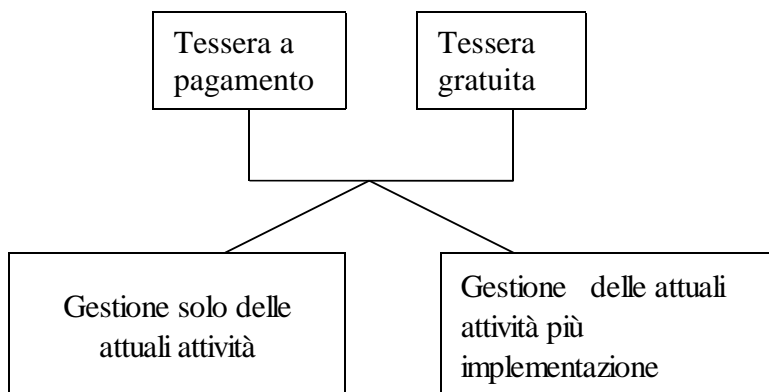 Tessera a
pagamento
Tessera
gratuita
Gestione solo delle
attuali attività
Gestione delle attuali
attività più
implementazione